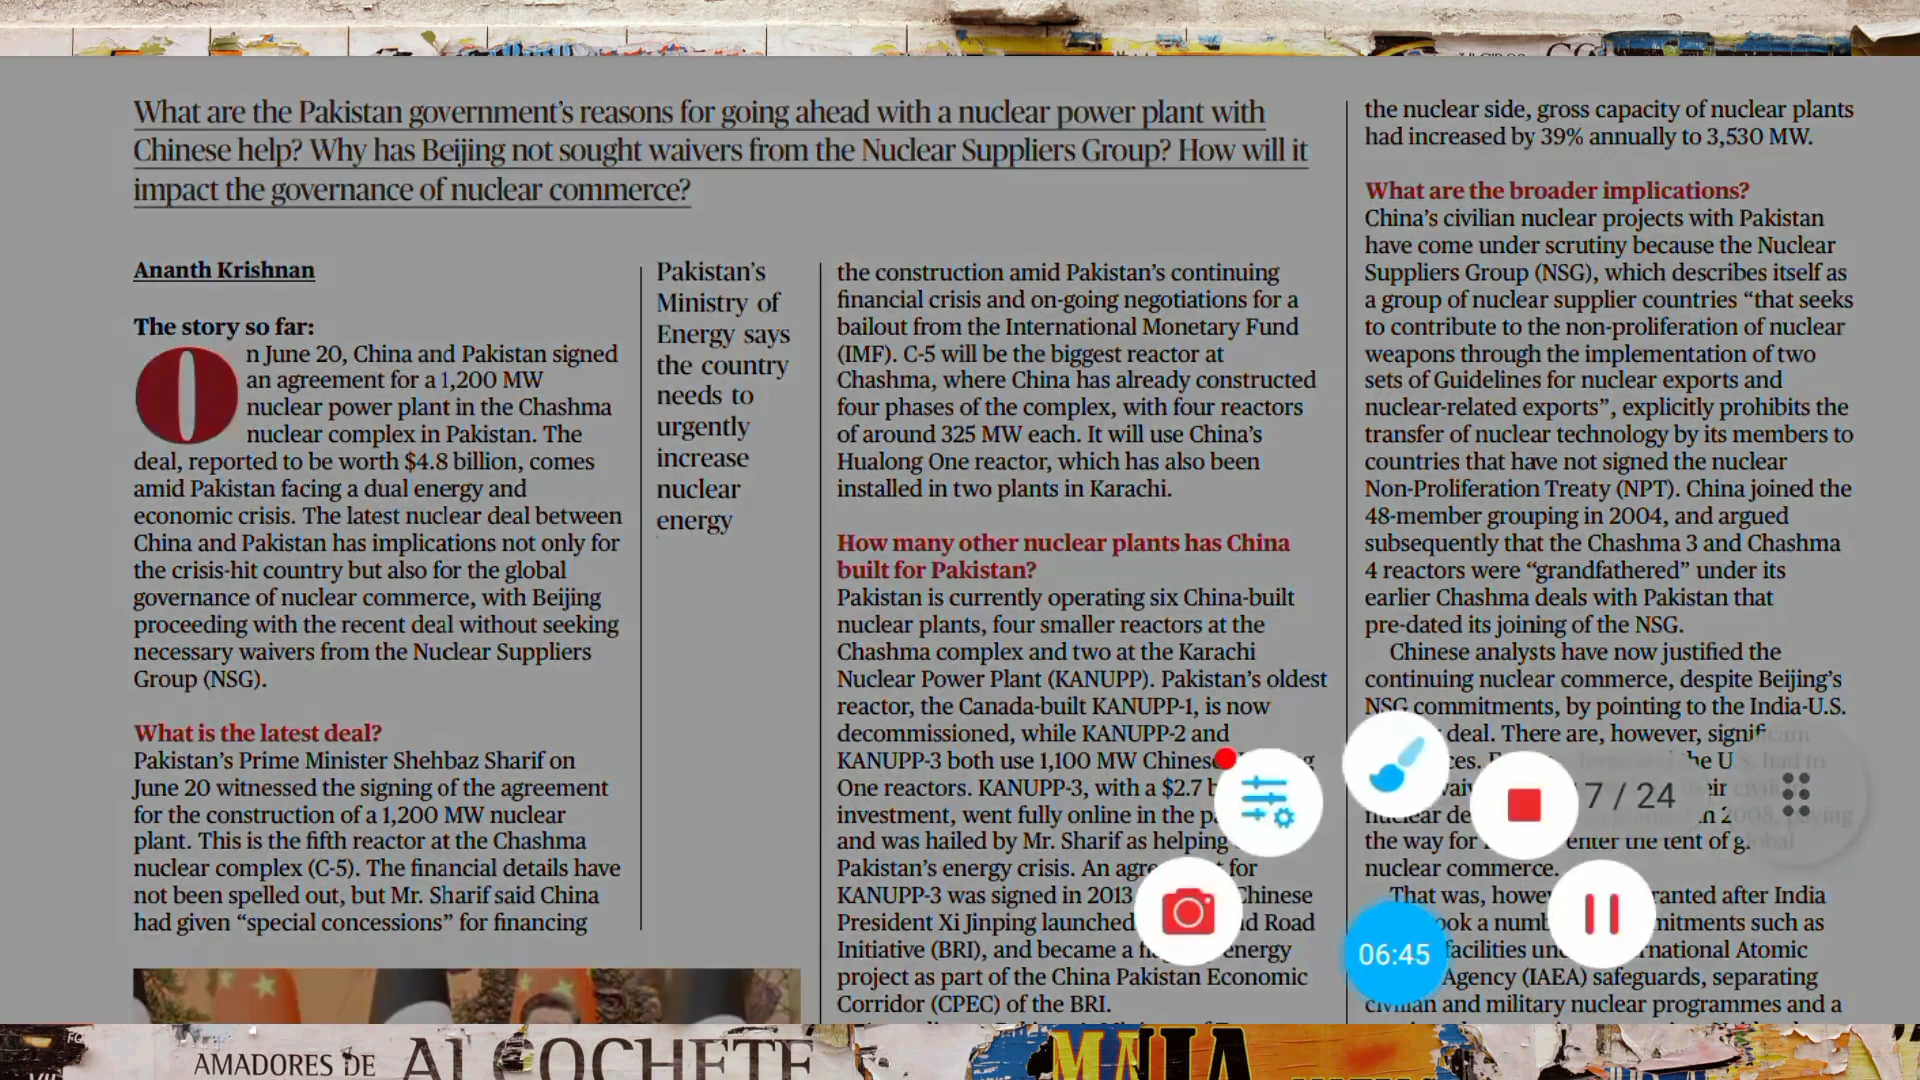 What are the Pakistan government's reasons for going ahead with a nuclear power plant with
Chinese help? Why has Beijing not sought waivers from the Nuclear Suppliers Group? How will it
impact the governance of nuclear commerce?
Ananth Krishnan
The story so far:
On June 20, China and Pakistan signed
an agreement for a 1,200 MW
nuclear power plant in the Chashma
nuclear complex in Pakistan. The
deal, reported to be worth $4.8 billion, comes
amid Pakistan facing a dual energy and
economic crisis. The latest nuclear deal between
China and Pakistan has implications not only for
the crisis-hit country but also for the global
governance of nuclear commerce, with Beijing
proceeding with the recent deal without seeking
necessary waivers from the Nuclear Suppliers
Group (NSG).
What is the latest deal?
Pakistan's Prime Minister Shehbaz Sharif on
June 20 witnessed the signing of the agreement
for the construction of a 1,200 MW nuclear
plant. This is the fifth reactor at the Chashma
nuclear complex (C-5). The financial details have
not been spelled out, but Mr. Sharif said China
had given "special concessions" for financing
Pakistan's
Ministry of
Energy says
the country
needs to
urgently
increase
nuclear
energy
the construction amid Pakistan's continuing
financial crisis and on-going negotiations for a
bailout from the International Monetary Fund
(IMF). C-5 will be the biggest reactor at
Chashma, where China has already constructed
four phases of the complex, with four reactors
of around 325 MW each. It will use China's
Hualong One reactor, which has also been
installed in two plants in Karachi.
How many other nuclear plants has China
built for Pakistan?
Pakistan is currently operating six China-built
nuclear plants, four smaller reactors at the
Chashma complex and two at the Karachi
Nuclear Power Plant (KANUPP). Pakistan's oldest
reactor, the Canada-built KANUPP-1, is now
decommissioned, while KANUPP-2 and
KANUPP-3 both use 1,100 MW Chinese
One reactors. KANUPP-3, with a $2.7
investment, went fully online in the
and was hailed by Mr. Sharif as helping
Pakistan's energy crisis. An for
KANUPP-3 was signed in 2013 Chinese
President Xi Jinping launched Road
Initiative (BRI), and became a energy
project as part of the China Pakistan Economic
Corridor (CPEC) of the BRI.
the nuclear side, gross capacity of nuclear plants
had increased by 39% annually to 3,530 MW.
What are the broader implications?
China's civilian nuclear projects with Pakistan
have come under scrutiny because the Nuclear
Suppliers Group (NSG), which describes itself as
a group of nuclear supplier countries "that seeks
to contribute to the non-proliferation of nuclear
weapons through the implementation of two
sets of Guidelines for nuclear exports and
nuclear-related exports", explicitly prohibits the
transfer of nuclear technology by its members to
countries that have not signed the nuclear
Non-Proliferation Treaty (NPT). China joined the
48-member grouping in 2004, and argued
subsequently that the Chashma 3 and Chashma
4 reactors were "grandfathered" under its
earlier Chashma deals with Pakistan that
pre-dated its joining of the NSG.
Chinese analysts have now justified the
continuing nuclear commerce, despite Beijing's
NSG commitments, by pointing to the India-U.S.
deal. There are, however, significant
the U.S. had to
7 / 24
nuclear in 2008, paving
the way for enter the tent of global
nuclear commerce.
That was, granted after India
a
facilities Atomic
Agency (IAEA) safeguards, separating
civilian and military nuclear programmes and a
06:45
AMADORES DE
ALCOCHETE
MAIA